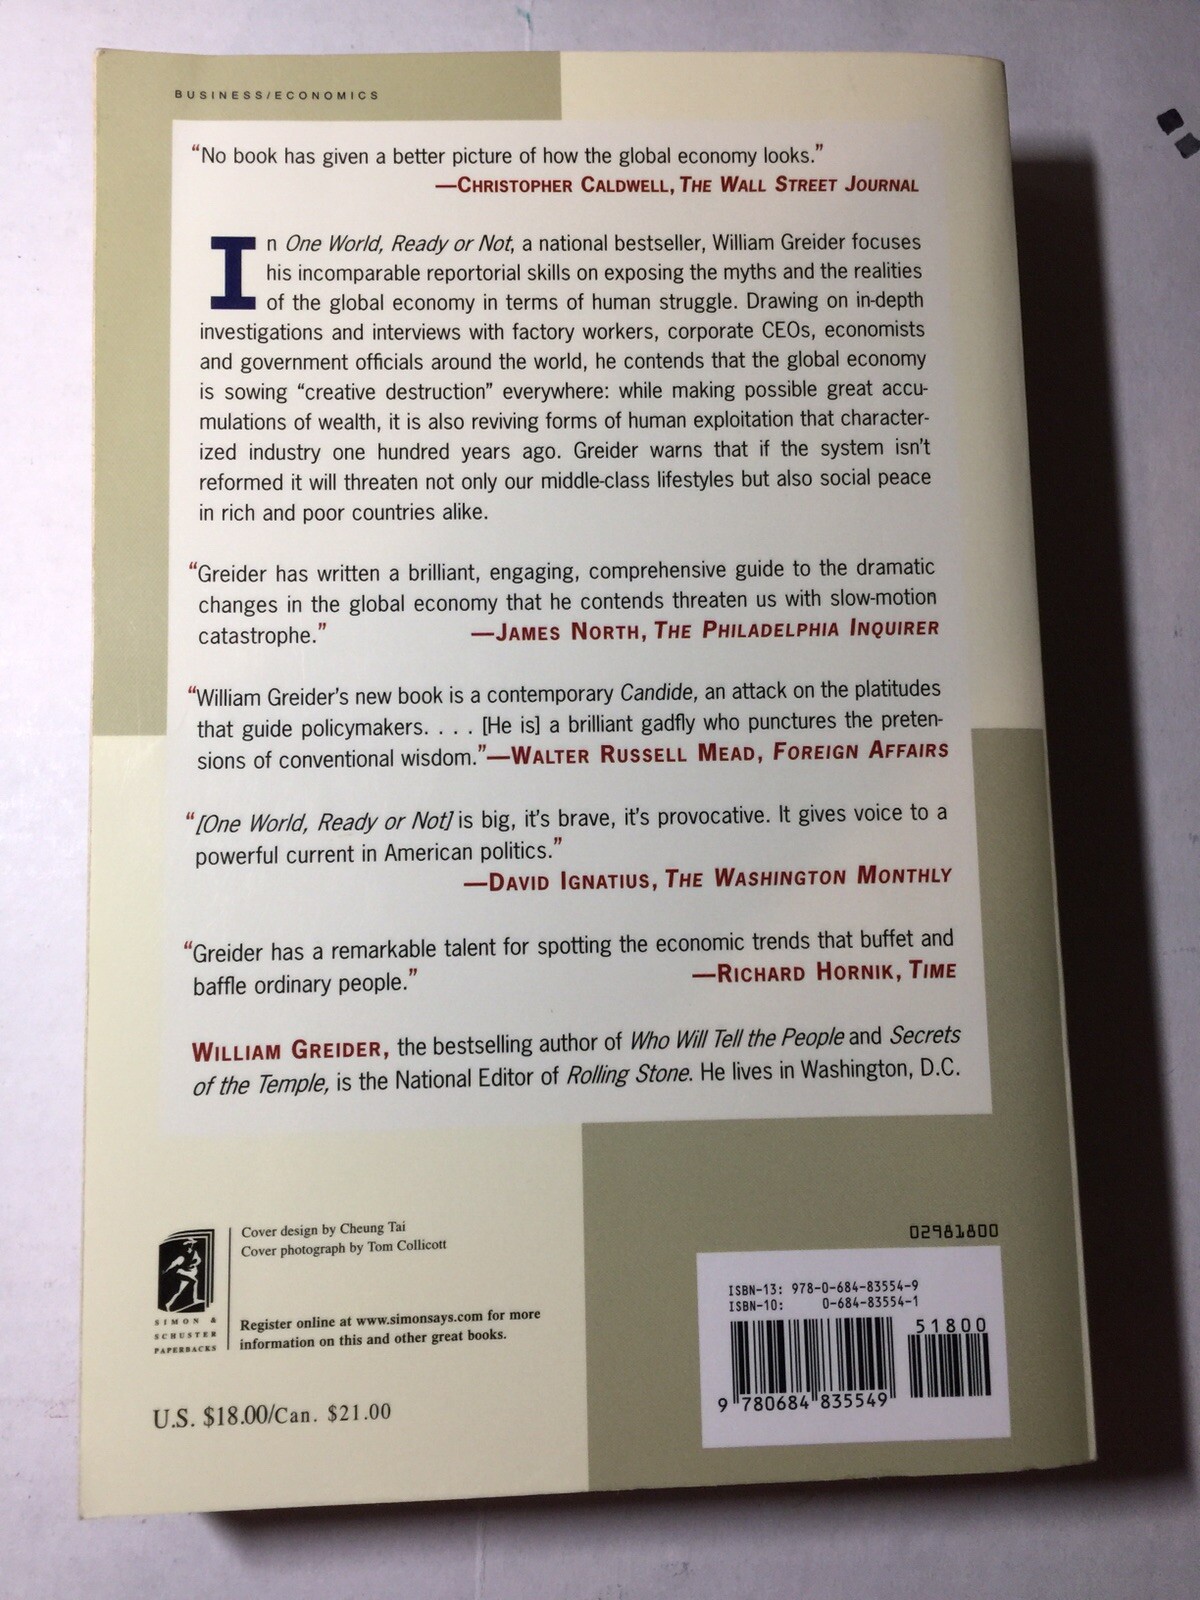 BUSINESS/ECONOMICS
“No book has given a better picture of how the global economy looks.”
—CHRISTOPHER CALDWELL, THE WALL STREET JOURNAL
In One World, Ready or Not, a national bestseller, William Greider focuses
his incomparable reportorial skills on exposing the myths and the realities
of the global economy in terms of human struggle. Drawing on in-depth
investigations and interviews with factory workers, corporate CEOs, economists
and government officials around the world, he contends that the global economy
is sowing “creative destruction” everywhere: while making possible great accu-
mulations of wealth, it is also reviving forms of human exploitation that character-
ized industry one hundred years ago. Greider warns that if the system isn’t
reformed it will threaten not only our middle-class lifestyles but also social peace
in rich and poor countries alike.
“Greider has written a brilliant, engaging, comprehensive guide to the dramatic
changes in the global economy that he contends threaten us with slow-motion
catastrophe.” —JAMES NORTH, THE PHILADELPHIA INQUIRER
“William Greider’s new book is a contemporary Candide, an attack on the platitudes
that guide policymakers. . . . [He is] a brilliant gadfly who punctures the preten-
sions of conventional wisdom.”—WALTER RUSSELL MEAD, FOREIGN AFFAIRS
“[One World, Ready or Not] is big, it’s brave, it’s provocative. It gives voice to a
powerful current in American politics.”
—DAVID IGNATIUS, THE WASHINGTON MONTHLY
“Greider has a remarkable talent for spotting the economic trends that buffet and
baffle ordinary people.” —RICHARD HORNIK, TIME
WILLIAM GREIDER, the bestselling author of Who Will Tell the People and Secrets
of the Temple, is the National Editor of Rolling Stone. He lives in Washington, D.C.
Cover design by Cheung Tai
Cover photograph by Tom Collicott
SIMON &
SCHUSTER
PAPERBACKS
Register online at www.simonsays.com for more
information on this and other great books.
U.S. $18.00/Can. $21.00
02981800
ISBN-13: 978-0-684-83554-9
ISBN-10: 0-684-83554-1
51800
9 780684 835549